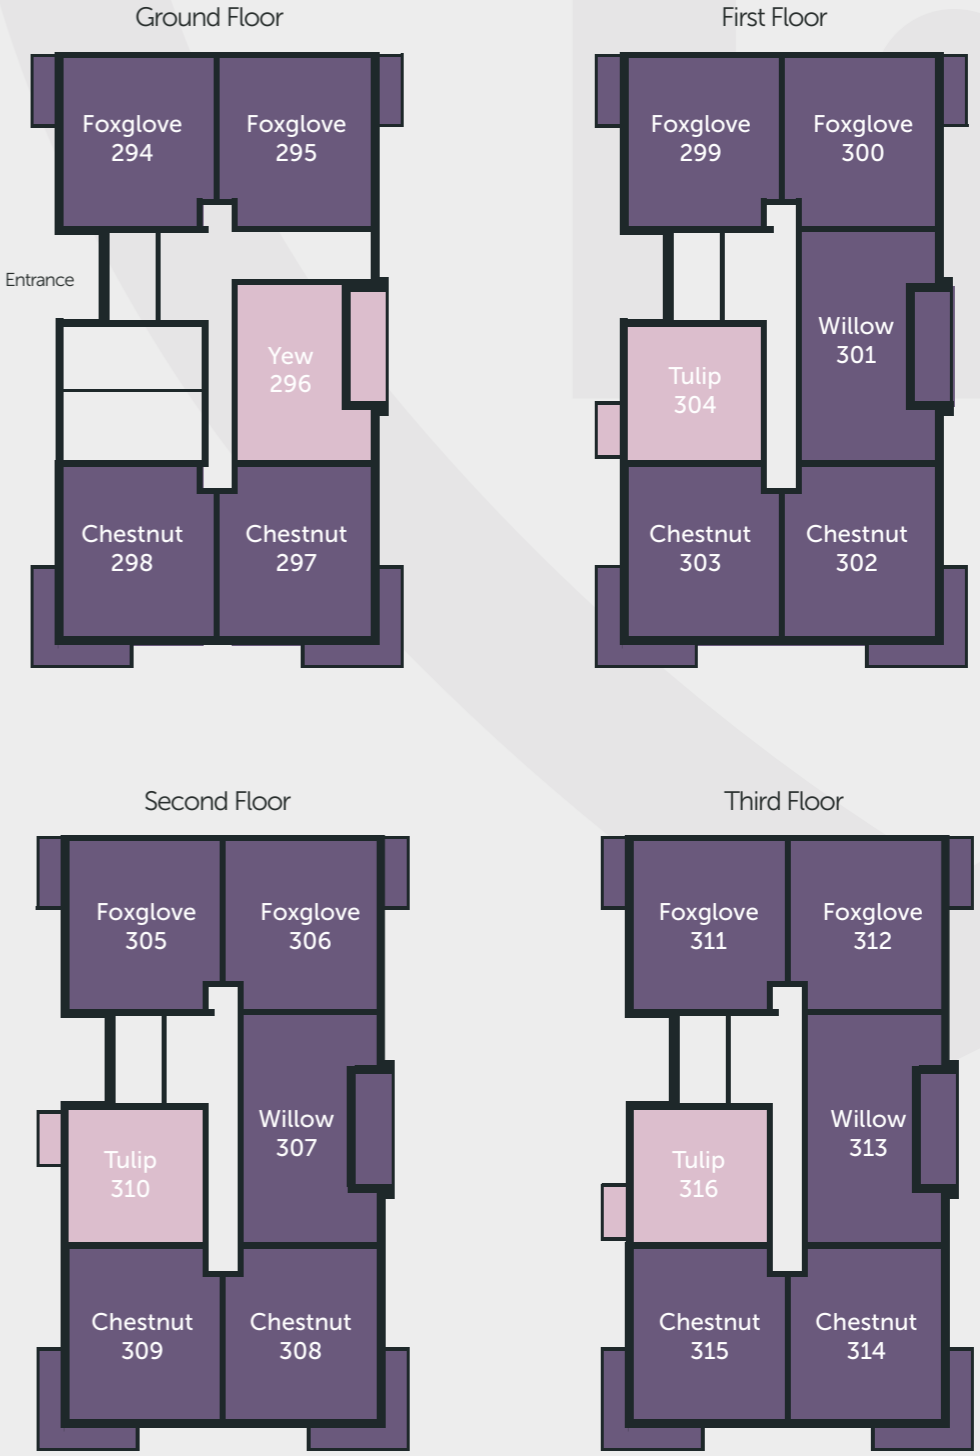 Ground Floor
Foxglove
294
Foxglove
295
Entrance
Yew
296
Chestnut
298
Chestnut
297
First Floor
Foxglove
299
Foxglove
300
Willow
301
Tulip
304
Chestnut
303
Chestnut
302
Second Floor
Foxglove
305
Foxglove
306
Willow
307
Tulip
310
Chestnut
309
Chestnut
308
Third Floor
Foxglove
311
Foxglove
312
Willow
313
Tulip
316
Chestnut
315
Chestnut
314